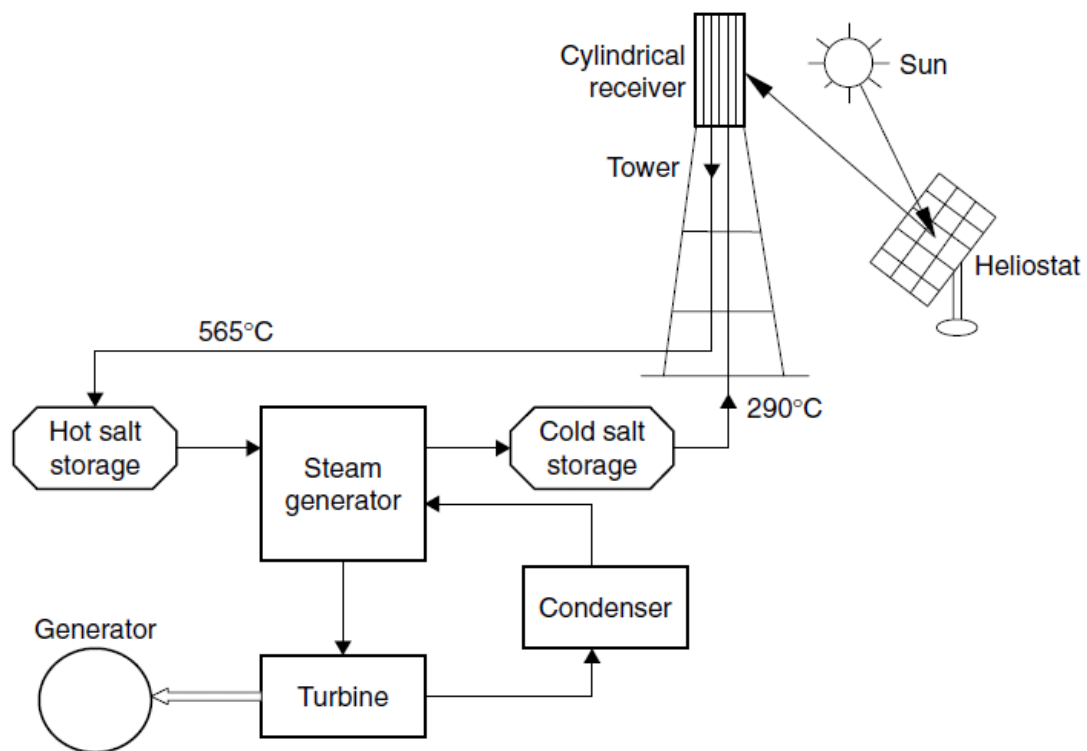 Cylindrical
receiver
Sun
Tower
Heliostat
565°C
290°C
Hot salt
storage
Steam
generator
Cold salt
storage
Condenser
Generator
Turbine